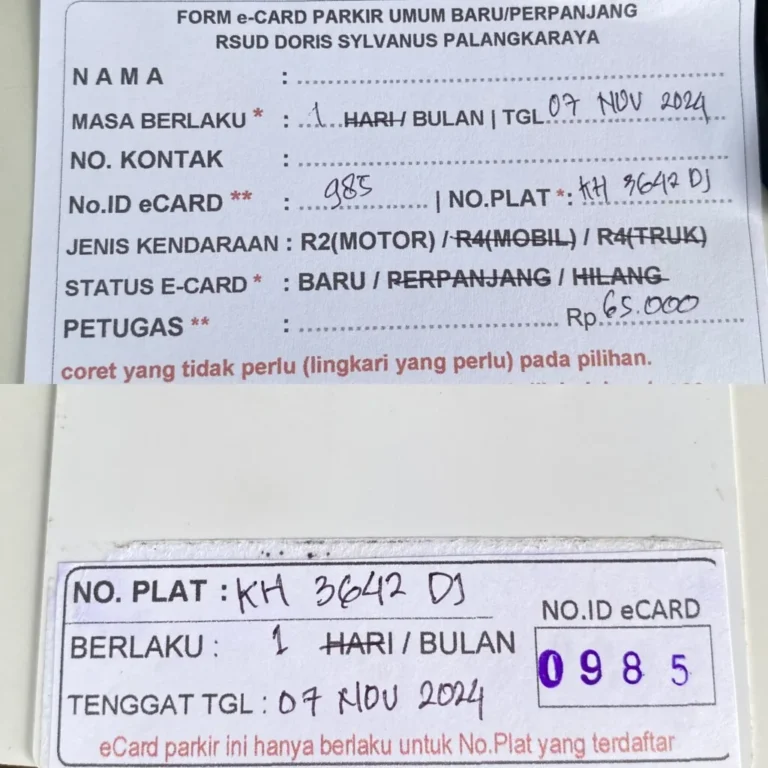 FORM e-CARD PARKIR UMUM BARU/PERPANJANG
RSUD DORIS SYLVANUS PALANGKARAYA
NAMA :
MASA BERLAKU * : 1 HARI / BULAN | TGL 07 NOV 2024
NO. KONTAK :
No.ID eCARD ** : 985 | NO.PLAT *: KH 3642 DJ
JENIS KENDARAAN : R2(MOTOR) / R4(MOBIL) / R4(TRUK)
STATUS E-CARD * : BARU / PERPANJANG / HILANG
PETUGAS ** : Rp 65.000
coret yang tidak perlu (lingkari yang perlu) pada pilihan.
NO. PLAT : KH 3642 DJ
NO.ID eCARD
BERLAKU : 1 HARI / BULAN
0985
TENGGAT TGL : 07 NOV 2024
eCard parkir ini hanya berlaku untuk No.Plat yang terdaftar